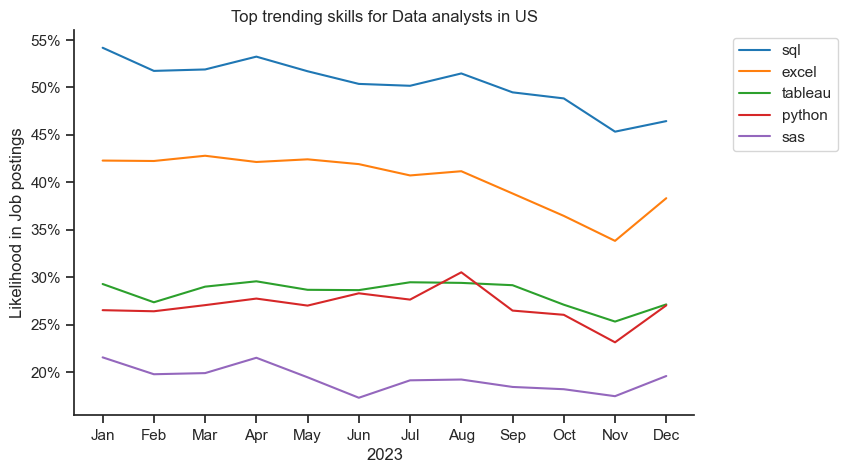 Top trending skills for Data analysts in US
Likelihood in Job postings
55%
50%
45%
40%
35%
30%
25%
20%
Jan Feb Mar Apr May Jun Jul Aug Sep Oct Nov Dec
2023
sql
excel
tableau
python
sas